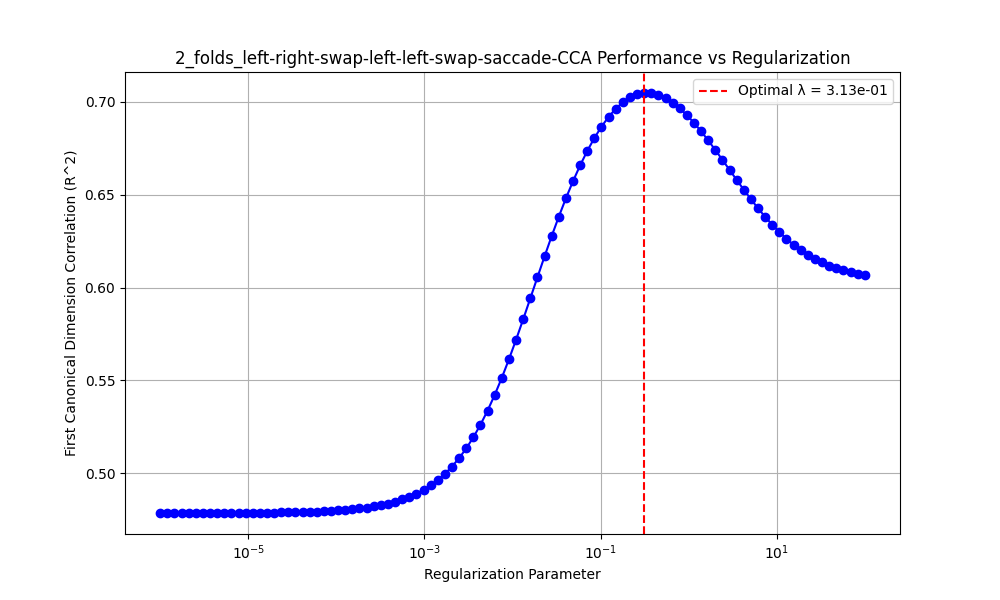 2_folds_left-right-swap-left-left-swap-saccade-CCA Performance vs Regularization
Optimal λ = 3.13e-01
First Canonical Dimension Correlation (R^2)
0.70
0.65
0.60
0.55
0.50
10⁻⁵ 10⁻³ 10⁻¹ 10¹
Regularization Parameter